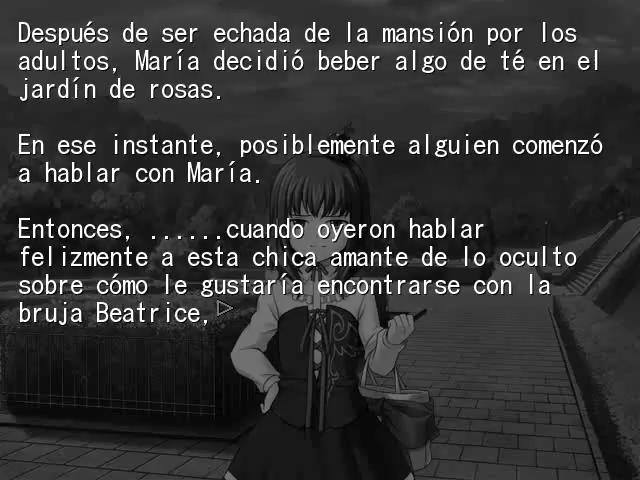 Después de ser echada de la mansión por los
adultos, María decidió beber algo de té en el
jardín de rosas.
En ese instante, posiblemente alguien comenzó
a hablar con María.
Entonces, ......cuando oyeron hablar
felizmente a esta chica amante de lo oculto
sobre cómo le gustaría encontrarse con la
bruja Beatrice,